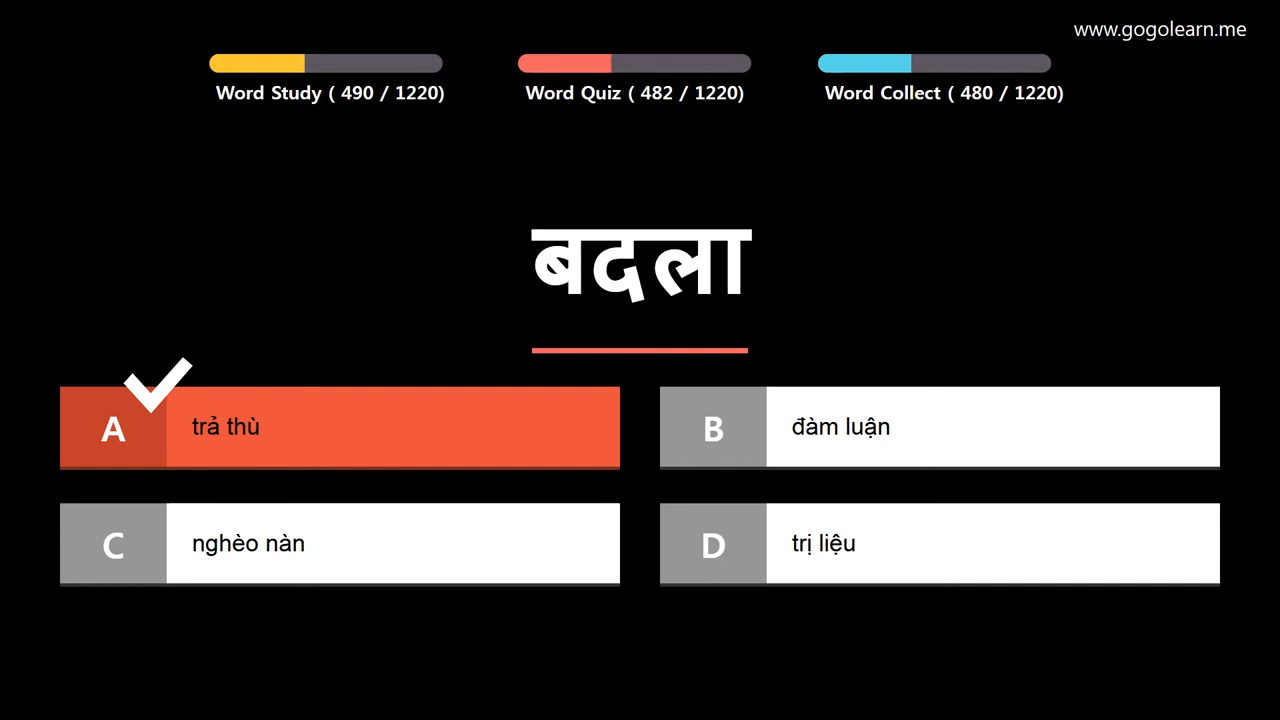 www.gogolearn.me
Word Study ( 490 / 1220)
Word Quiz ( 482 / 1220)
Word Collect ( 480 / 1220)
बदला
A trả thù
B đàm luận
C nghèo nàn
D trị liệu